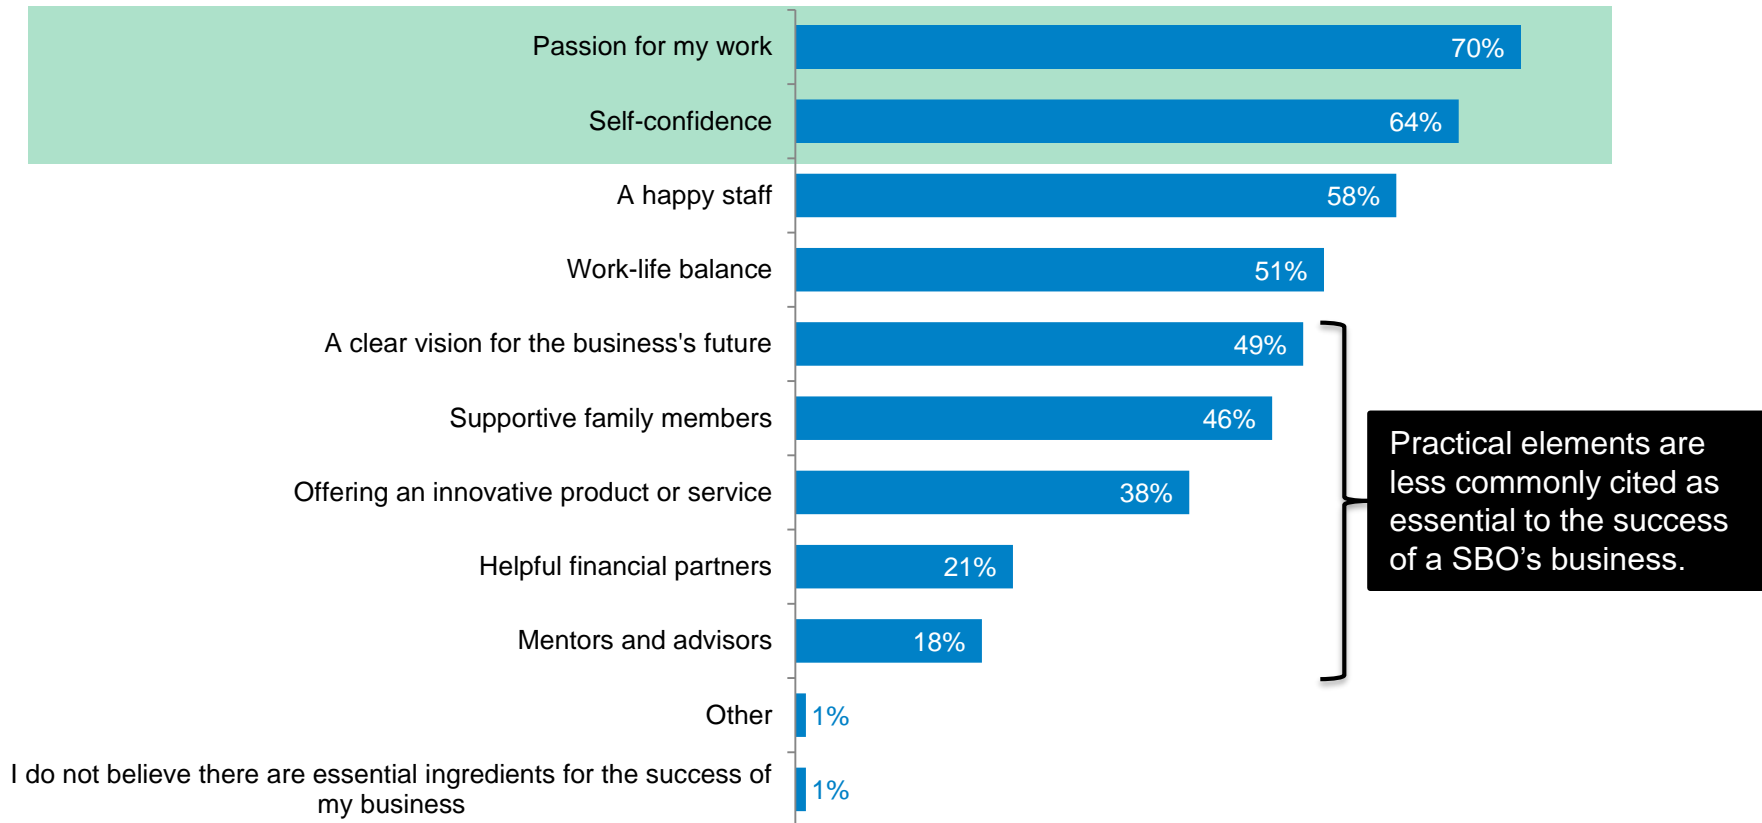 Passion for my work
70%
Self-confidence
64%
A happy staff
58%
Work-life balance
51%
A clear vision for the business's future
49%
Supportive family members
46%
Offering an innovative product or service
38%
Helpful financial partners
21%
Mentors and advisors
18%
Other
1%
I do not believe there are essential ingredients for the success of
my business
1%
Practical elements are
less commonly cited as
essential to the success
of a SBO’s business.